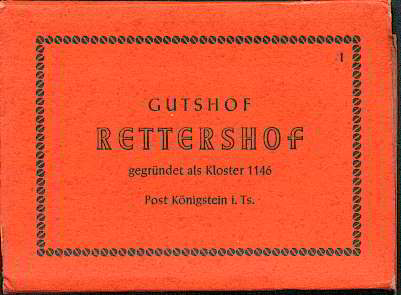 1
GUTSHOF
RETTERSHOF
gegründet als Kloster 1146
Post Königstein i. Ts.